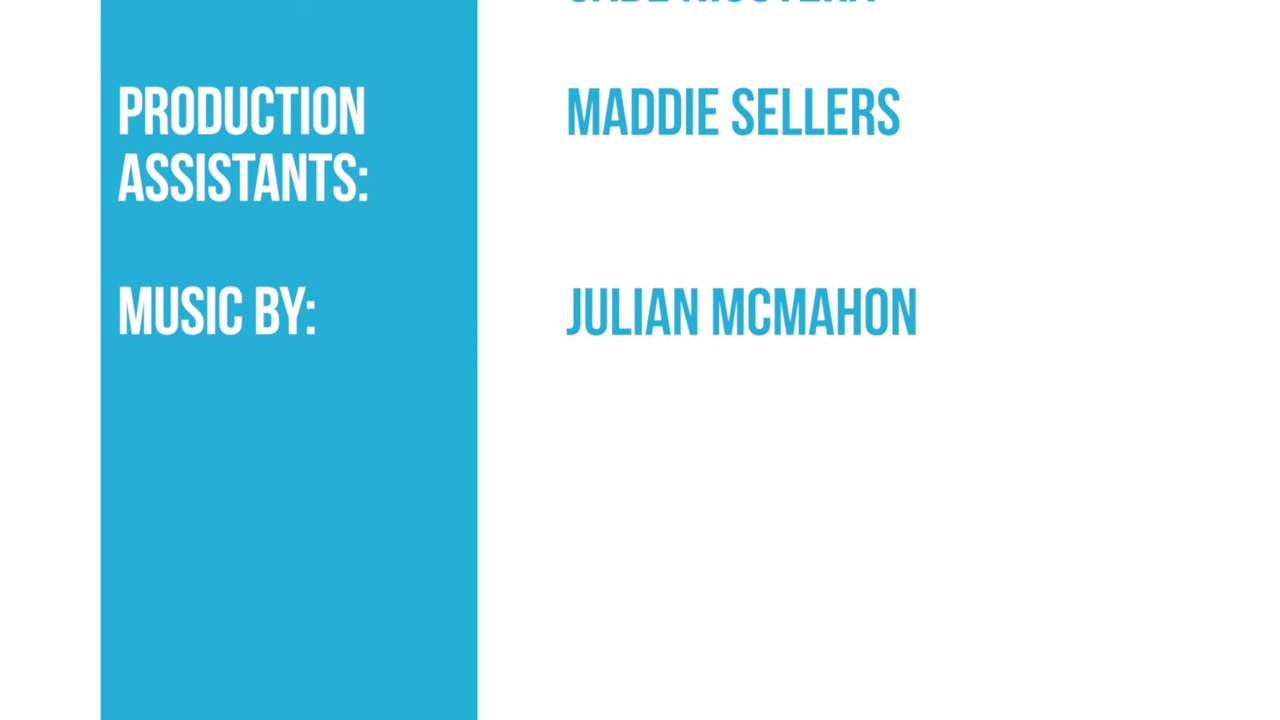 PRODUCTION MADDIE SELLERS
ASSISTANTS:
MUSIC BY: JULIAN MCMAHON